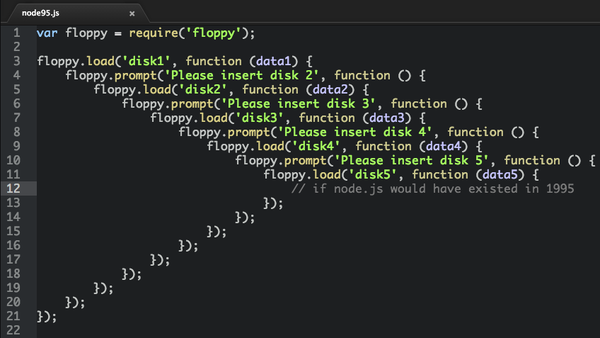 node95.js ×
1 var floppy = require('floppy');
2
3 floppy.load('disk1', function (data1) {
4     floppy.prompt('Please insert disk 2', function () {
5         floppy.load('disk2', function (data2) {
6             floppy.prompt('Please insert disk 3', function () {
7                 floppy.load('disk3', function (data3) {
8                     floppy.prompt('Please insert disk 4', function () {
9                         floppy.load('disk4', function (data4) {
10                             floppy.prompt('Please insert disk 5', function () {
11                                 floppy.load('disk5', function (data5) {
12                                     // if node.js would have existed in 1995
13                                 });
14                             });
15                         });
16                     });
17                 });
18             });
19         });
20     });
21 });
22